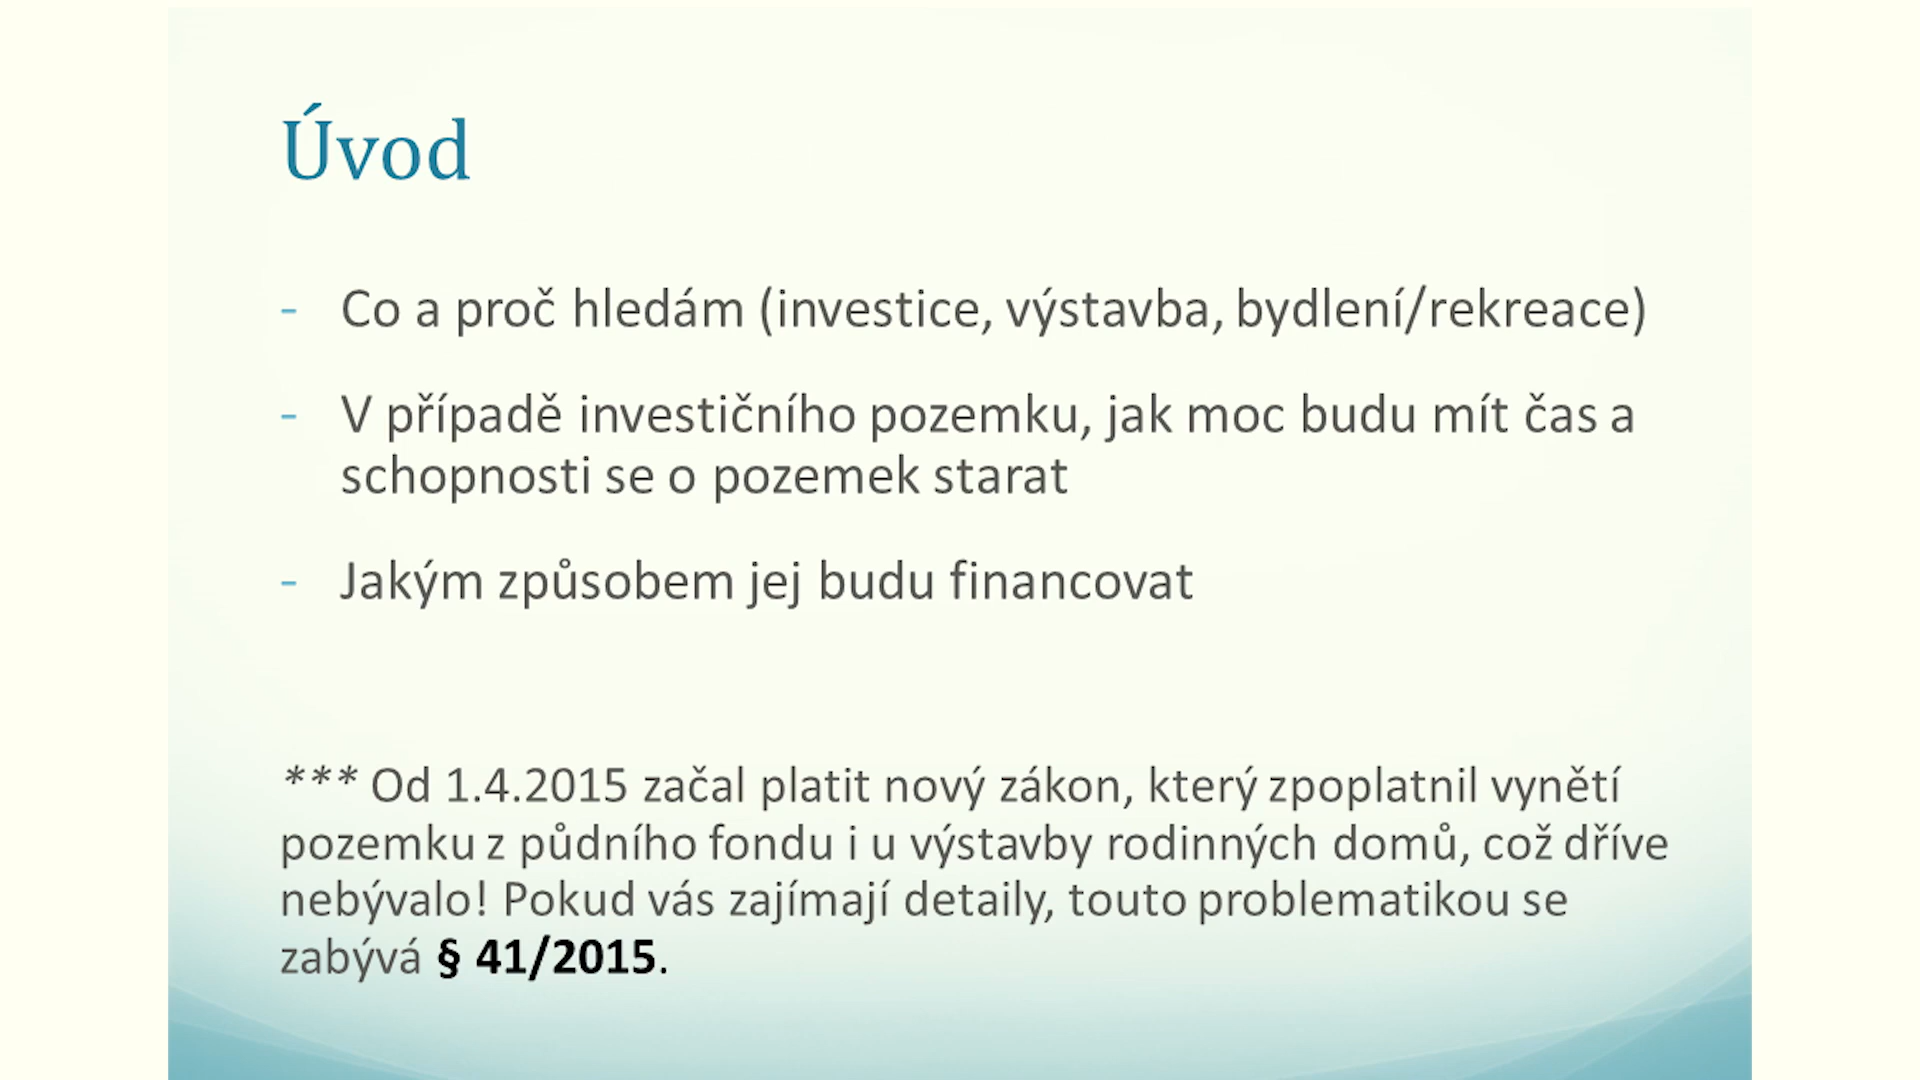 Úvod
- Co a proč hledám (investice, výstavba, bydlení/rekreace)
- V případě investičního pozemku, jak moc budu mít čas a
schopnosti se o pozemek starat
- Jakým způsobem jej budu financovat
*** Od 1.4.2015 začal platit nový zákon, který zpoplatnil vynětí
pozemku z půdního fondu i u výstavby rodinných domů, což dříve
nebývalo! Pokud vás zajímají detaily, touto problematikou se
zabývá § 41/2015.